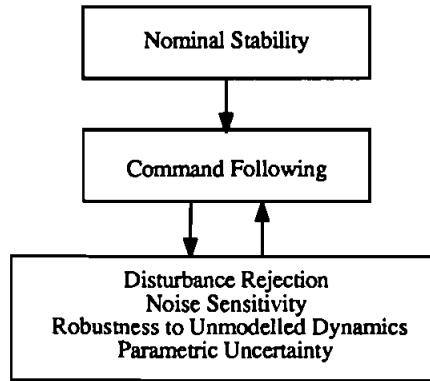 Nominal Stability
Command Following
Disturbance Rejection
Noise Sensitivity
Robustness to Unmodelled Dynamics
Parametric Uncertainty